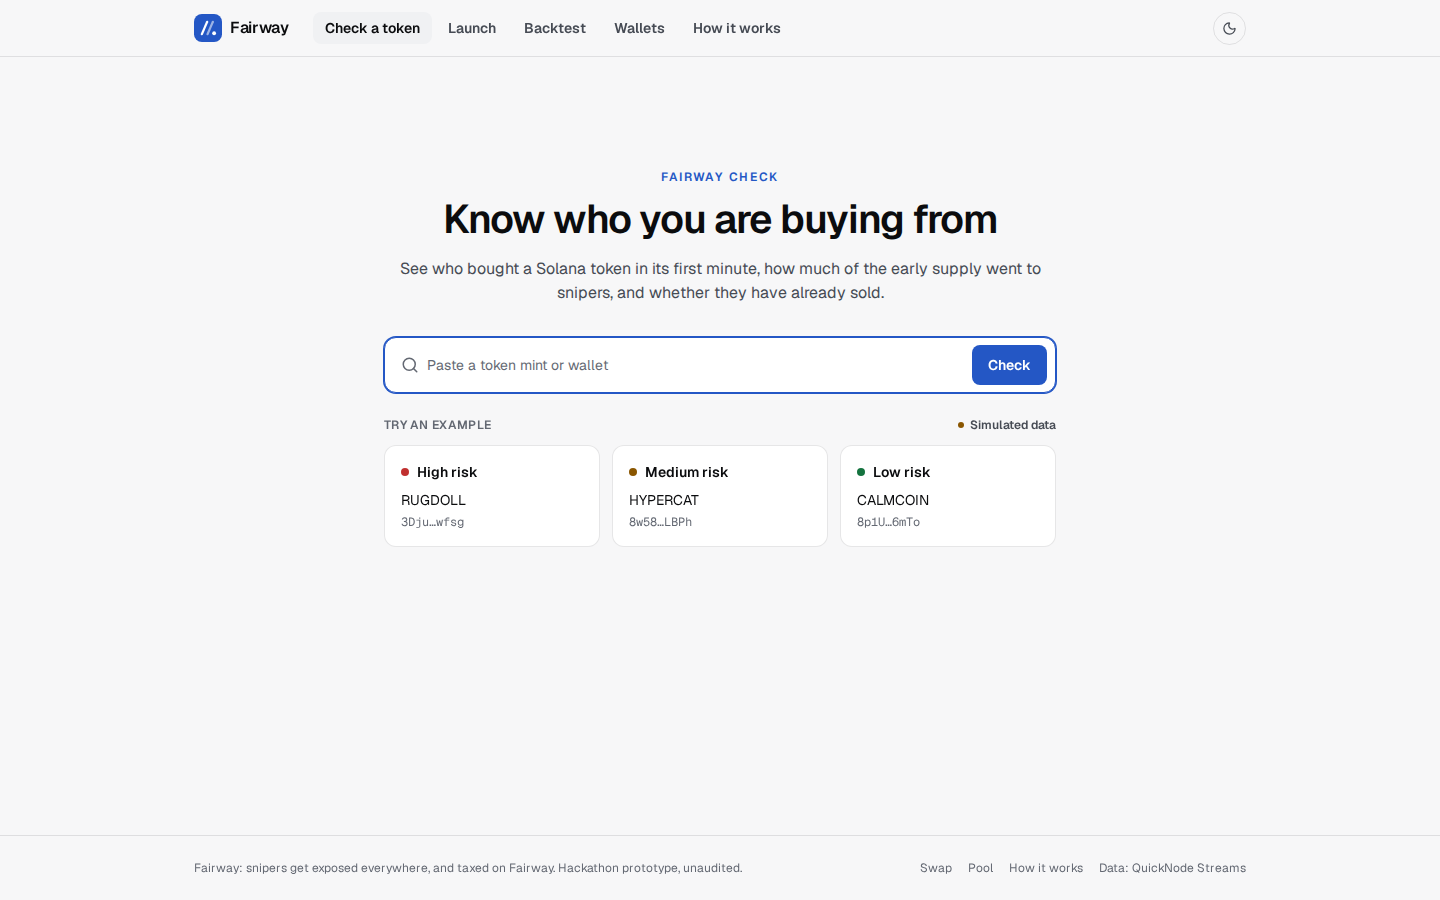 Fairway
Check a token
Launch
Backtest
Wallets
How it works
FAIRWAY CHECK
Know who you are buying from
See who bought a Solana token in its first minute, how much of the early supply went to
snipers, and whether they have already sold.
Paste a token mint or wallet
Check
TRY AN EXAMPLE
Simulated data
High risk
RUGDOLL
3Dju…wfsg
Medium risk
HYPERCAT
8w58…LBPh
Low risk
CALMCOIN
8p1U…6mTo
Fairway: snipers get exposed everywhere, and taxed on Fairway. Hackathon prototype, unaudited.
Swap
Pool
How it works
Data: QuickNode Streams